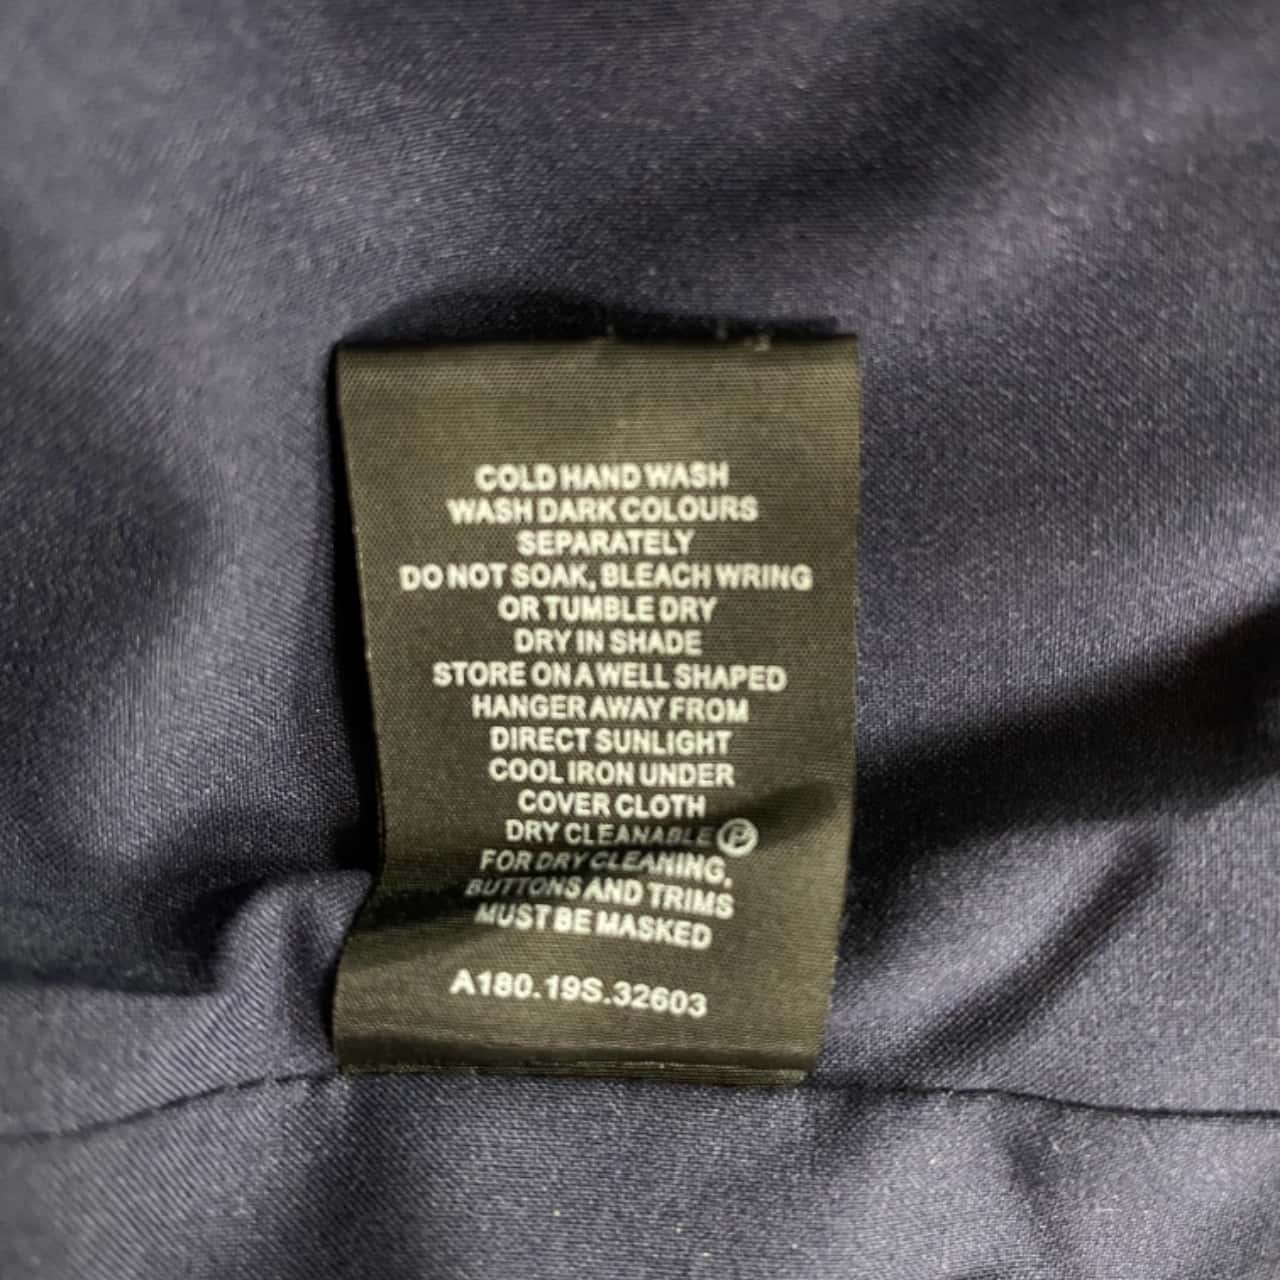 COLD HAND WASH
WASH DARK COLOURS
SEPARATELY
DO NOT SOAK, BLEACH WRING
OR TUMBLE DRY
DRY IN SHADE
STORE ON A WELL SHAPED
HANGER AWAY FROM
DIRECT SUNLIGHT
COOL IRON UNDER
COVER CLOTH
DRY CLEANABLE Ⓟ
FOR DRY CLEANING,
BUTTONS AND TRIMS
MUST BE MASKED
A180.19S.32603